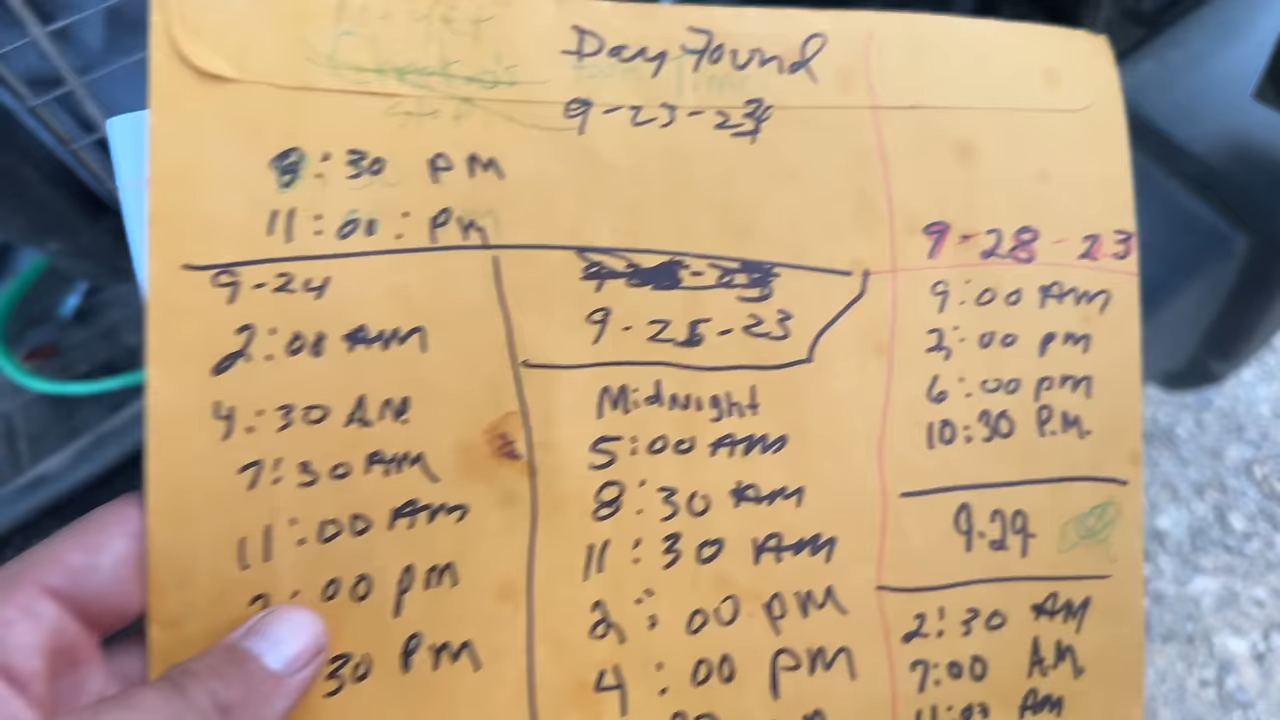 Day Found
9-23-23
8:30 PM
11:00: PM
9-24
2:00 AM
4:30 AM
7:30 AM
11:00 AM
2:00 pm
30 PM
9-25-23
Midnight
5:00 AM
8:30 AM
11:30 AM
2:00 pm
4:00 pm
9-28-23
9:00 AM
2:00 pm
6:00 pm
10:30 P.M.
9.29
2:30 AM
7:00 A.M.